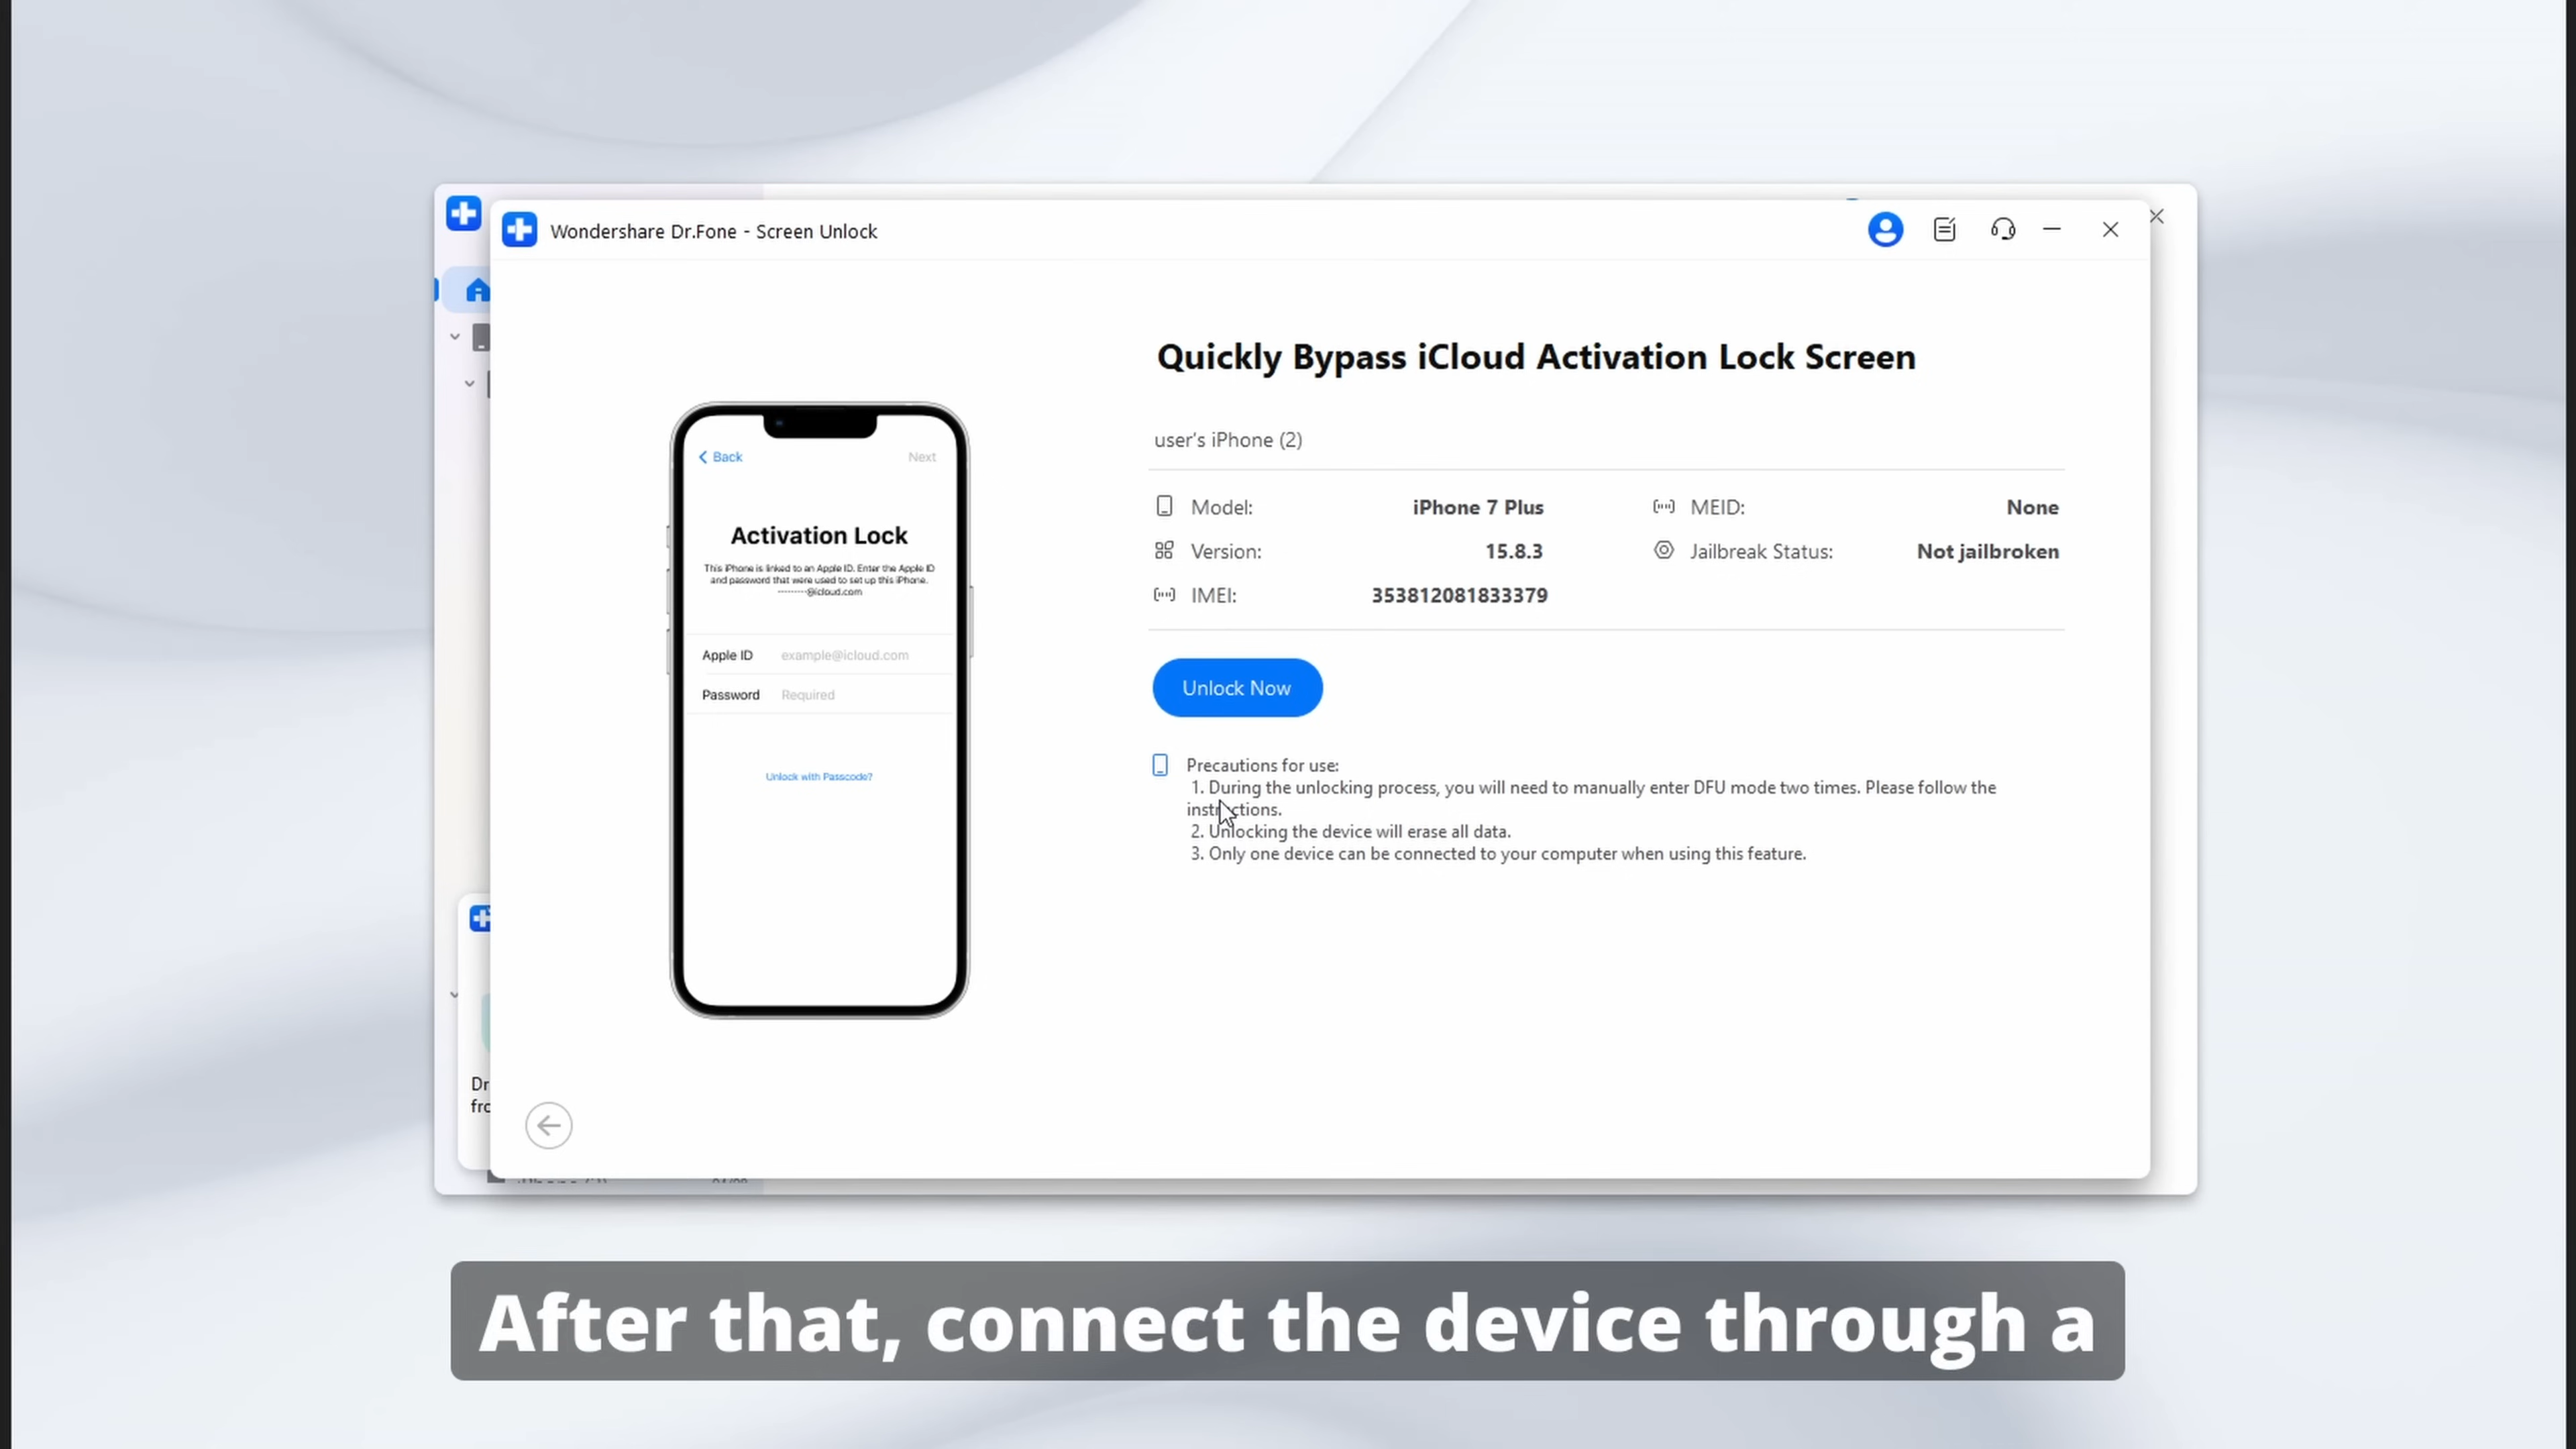 Wondershare Dr.Fone - Screen Unlock
Quickly Bypass iCloud Activation Lock Screen
user's iPhone (2)
Model: iPhone 7 Plus MEID: None
Version: 15.8.3 Jailbreak Status: Not jailbroken
IMEI: 353812081833379
Unlock Now
Precautions for use:
1. During the unlocking process, you will need to manually enter DFU mode two times. Please follow the
instructions.
2. Unlocking the device will erase all data.
3. Only one device can be connected to your computer when using this feature.
Back Next
Activation Lock
This iPhone is linked to an Apple ID. Enter the Apple ID
and password that were used to set up this iPhone.
@icloud.com
Apple ID example@icloud.com
Password Required
Unlock with Passcode?
Dr
After that, connect the device through a